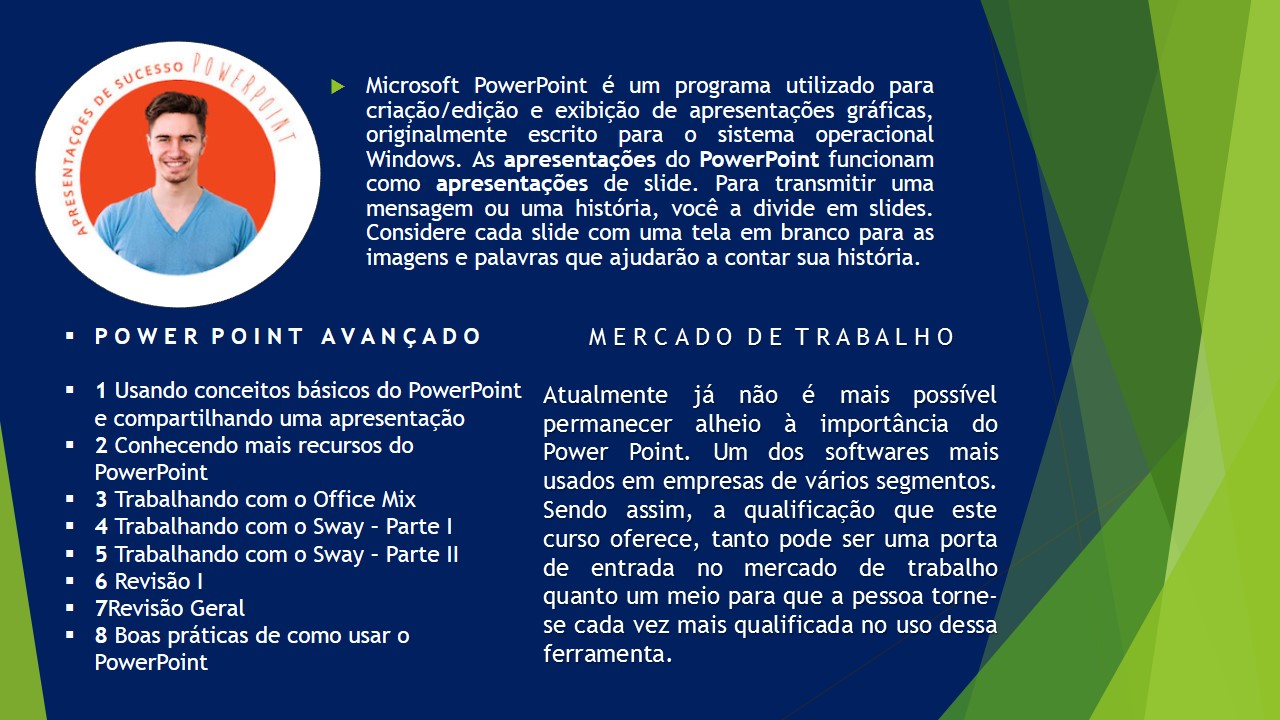 APRESENTAÇÕES DE SUCESSO POWERPOINT
Microsoft PowerPoint é um programa utilizado para
criação/edição e exibição de apresentações gráficas,
originalmente escrito para o sistema operacional
Windows. As apresentações do PowerPoint funcionam
como apresentações de slide. Para transmitir uma
mensagem ou uma história, você a divide em slides.
Considere cada slide com uma tela em branco para as
imagens e palavras que ajudarão a contar sua história.
POWER POINT AVANÇADO
1 Usando conceitos básicos do PowerPoint
e compartilhando uma apresentação
2 Conhecendo mais recursos do
PowerPoint
3 Trabalhando com o Office Mix
4 Trabalhando com o Sway – Parte I
5 Trabalhando com o Sway – Parte II
6 Revisão I
7Revisão Geral
8 Boas práticas de como usar o
PowerPoint
MERCADO DE TRABALHO
Atualmente já não é mais possível
permanecer alheio à importância do
Power Point. Um dos softwares mais
usados em empresas de vários segmentos.
Sendo assim, a qualificação que este
curso oferece, tanto pode ser uma porta
de entrada no mercado de trabalho
quanto um meio para que a pessoa torne-
se cada vez mais qualificada no uso dessa
ferramenta.